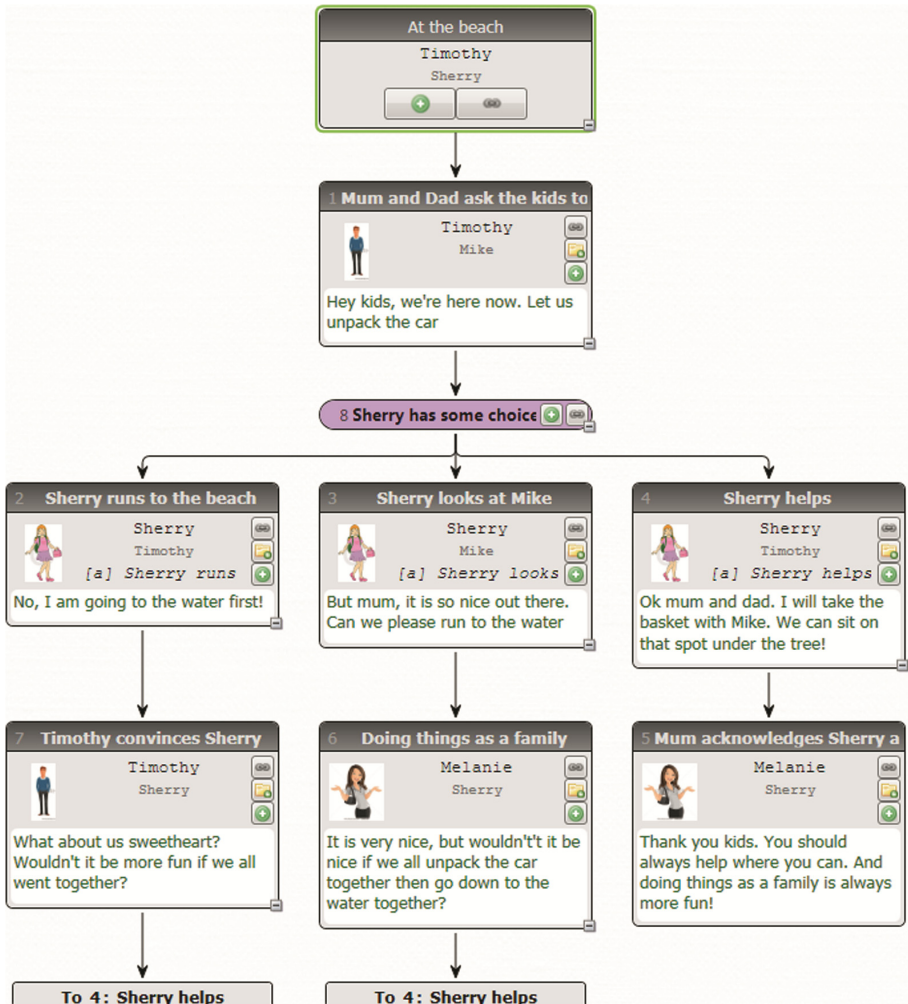 At the beach
Timothy
Sherry
1 Mum and Dad ask the kids to
Timothy
Mike
Hey kids, we're here now. Let us
unpack the car
8 Sherry has some choice
2 Sherry runs to the beach
Sherry
Timothy
[a] Sherry runs
No, I am going to the water first!
3 Sherry looks at Mike
Sherry
Mike
[a] Sherry looks
But mum, it is so nice out there.
Can we please run to the water
4 Sherry helps
Sherry
Timothy
[a] Sherry helps
Ok mum and dad. I will take the
basket with Mike. We can sit on
that spot under the tree!
7 Timothy convinces Sherry
Timothy
Sherry
What about us sweetheart?
Wouldn't it be more fun if we all
went together?
6 Doing things as a family
Melanie
Sherry
It is very nice, but wouldn't't it be
nice if we all unpack the car
together then go down to the
water together?
5 Mum acknowledges Sherry a
Melanie
Sherry
Thank you kids. You should
always help where you can. And
doing things as a family is always
more fun!
To 4: Sherry helps
To 4: Sherry helps